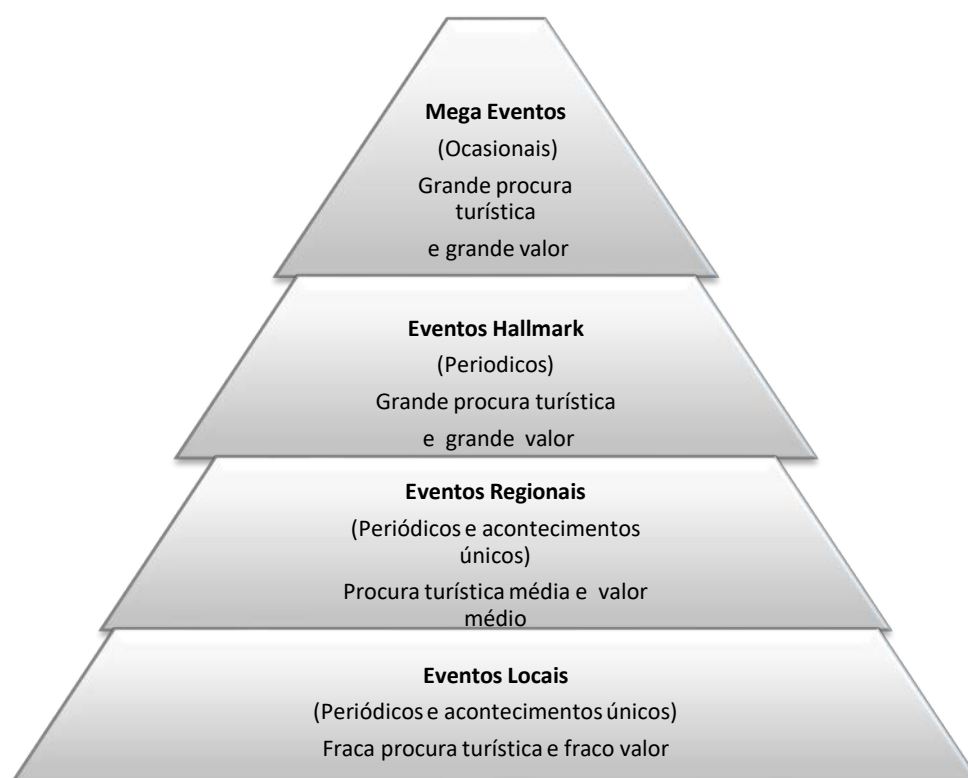 Mega Eventos
(Ocasionais)
Grande procura
turística
e grande valor
Eventos Hallmark
(Periodicos)
Grande procura turística
e grande valor
Eventos Regionais
(Periódicos e acontecimentos
únicos)
Procura turística média e valor
médio
Eventos Locais
(Periódicos e acontecimentos únicos)
Fraca procura turística e fraco valor